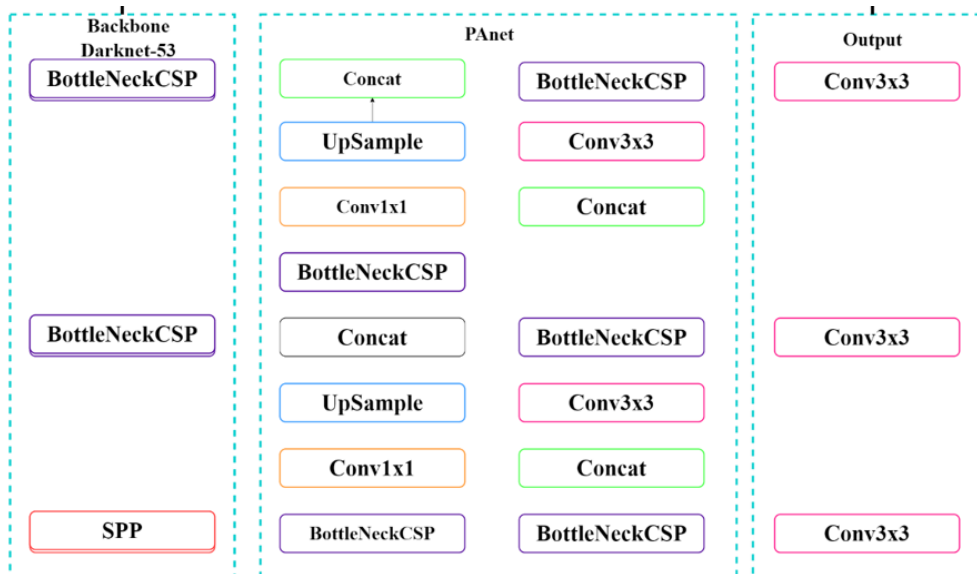 Backbone
Darknet-53
BottleNeckCSP
BottleNeckCSP
SPP
PAnet
Concat
UpSample
Conv1x1
BottleNeckCSP
Concat
UpSample
Conv1x1
BottleNeckCSP
BottleNeckCSP
Conv3x3
Concat
BottleNeckCSP
Conv3x3
Concat
BottleNeckCSP
Output
Conv3x3
Conv3x3
Conv3x3